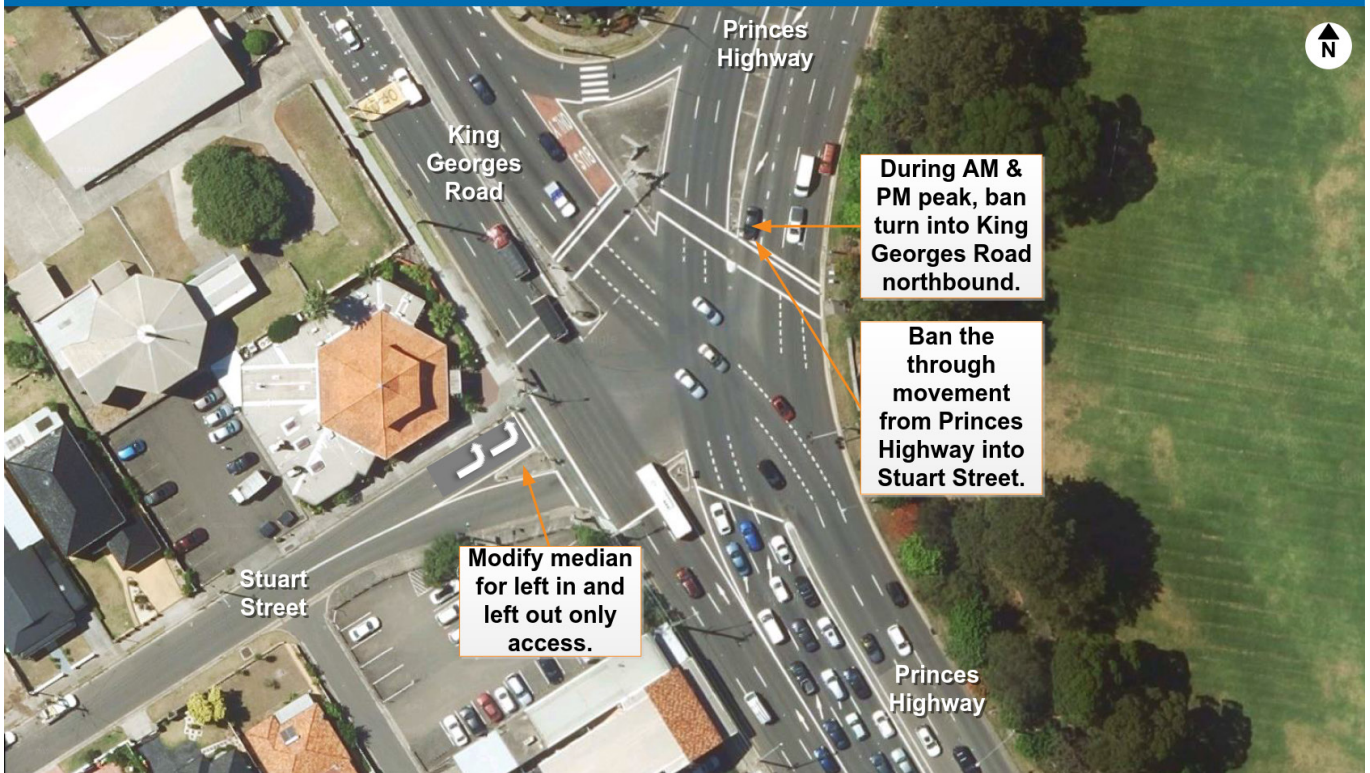 Princes
Highway
N
King
Georges
Road
During AM &
PM peak, ban
turn into King
Georges Road
northbound.
Ban the
through
movement
from Princes
Highway into
Stuart Street.
Modify median
for left in and
left out only
access.
Stuart
Street
Princes
Highway